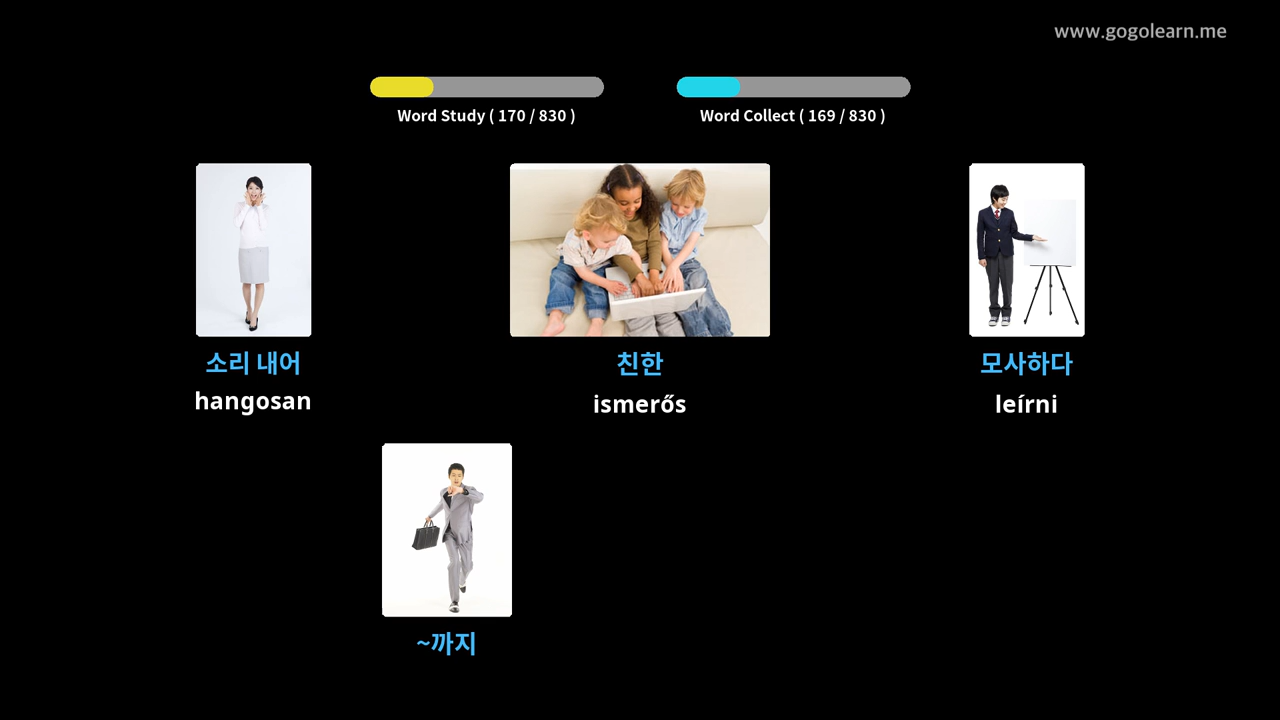 www.gogolearn.me
Word Study ( 170 / 830 )
Word Collect ( 169 / 830 )
소리 내어
hangosan
친한
ismerős
모사하다
leírni
~까지